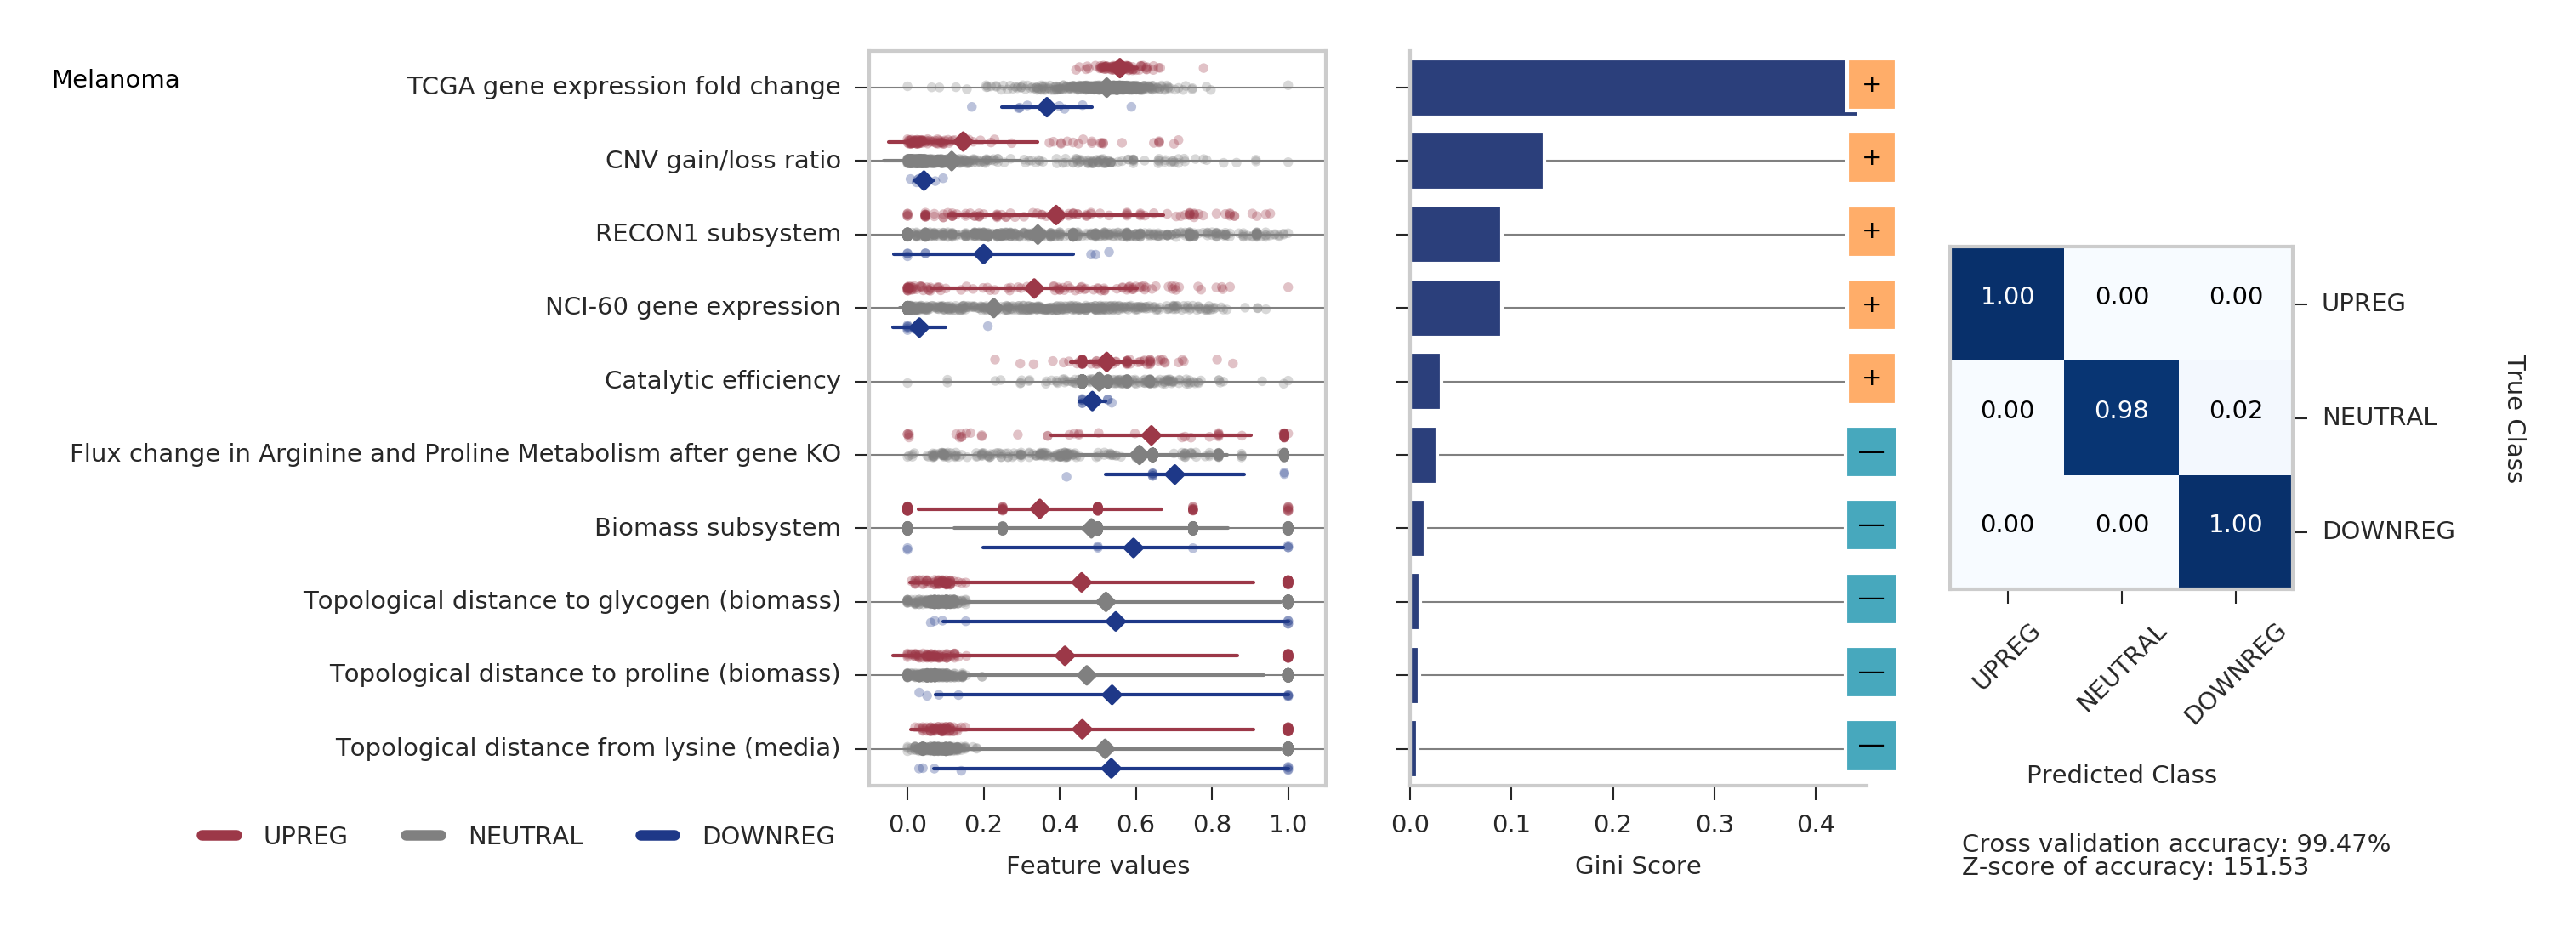 Melanoma
TCGA gene expression fold change
CNV gain/loss ratio
RECON1 subsystem
NCI-60 gene expression
Catalytic efficiency
Flux change in Arginine and Proline Metabolism after gene KO
Biomass subsystem
Topological distance to glycogen (biomass)
Topological distance to proline (biomass)
Topological distance from lysine (media)
UPREG NEUTRAL DOWNREG
0.0 0.2 0.4 0.6 0.8 1.0
Feature values
+
+
+
+
+
—
—
—
—
—
0.0 0.1 0.2 0.3 0.4
Gini Score
1.00 0.00 0.00 UPREG
0.00 0.98 0.02 NEUTRAL
0.00 0.00 1.00 DOWNREG
True Class
UPREG NEUTRAL DOWNREG
Predicted Class
Cross validation accuracy: 99.47%
Z-score of accuracy: 151.53